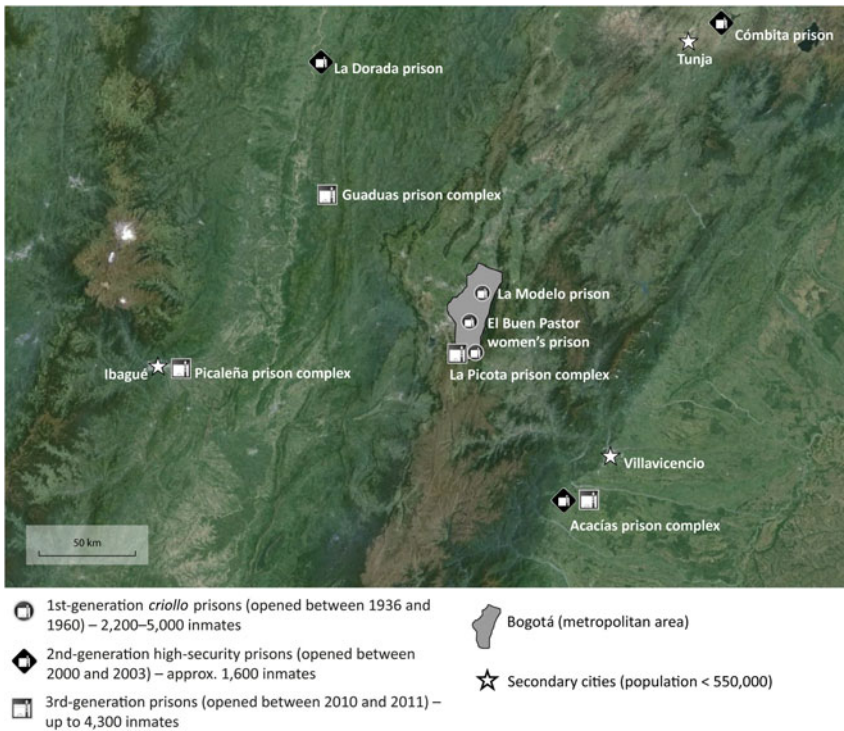 Cómbita prison
Tunja
La Dorada prison
Guaduas prison complex
La Modelo prison
El Buen Pastor
women's prison
Ibagué
Picaleña prison complex
La Picota prison complex
Villavicencio
Acacías prison complex
50 km
1st-generation criollo prisons (opened between 1936 and
1960) – 2,200–5,000 inmates
2nd-generation high-security prisons (opened between
2000 and 2003) – approx. 1,600 inmates
3rd-generation prisons (opened between 2010 and 2011) –
up to 4,300 inmates
Bogotá (metropolitan area)
Secondary cities (population < 550,000)